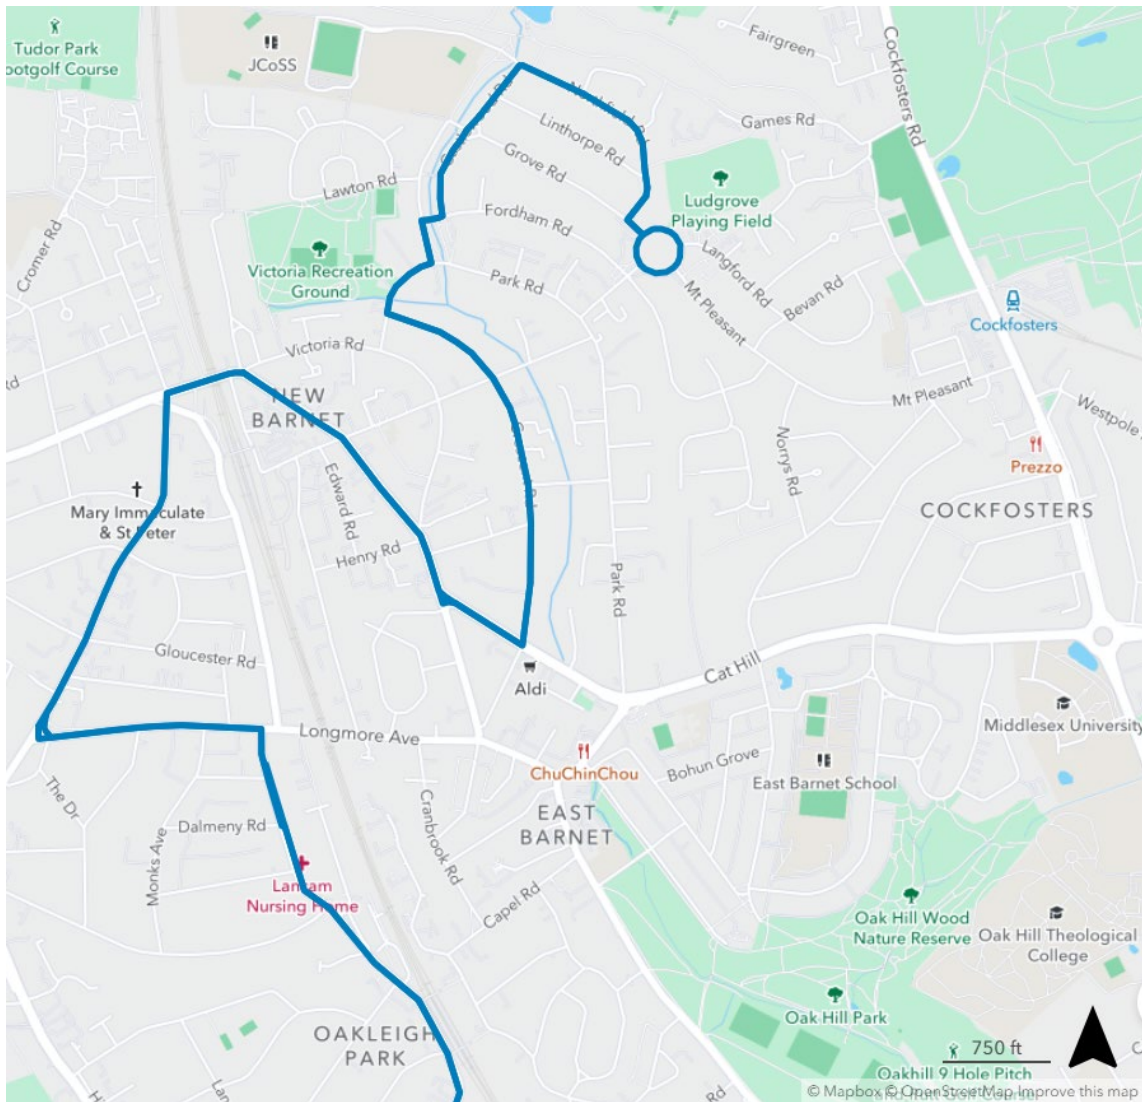 Tudor Park
ootgolf Course
JCoSS
Fairgreen
Cockfosters Rd
Northfield Rd
Games Rd
Linthorpe Rd
Grove Rd
Lawton Rd
Ludgrove
Playing Field
Fordham Rd
Cromer Rd
Victoria Recreation
Ground
Langford Rd
Park Rd
Bevan Rd
Mt Pleasant
Cockfosters
Victoria Rd
Rd
NEW
BARNET
Mt Pleasant
Westpole
Norrys Rd
Prezzo
Crescent Rd
Edward Rd
Mary Immaculate
& St Peter
COCKFOSTERS
Henry Rd
Park Rd
Gloucester Rd
Cat Hill
Aldi
Longmore Ave
Middlesex University
ChuChinChou
Bohun Grove
East Barnet School
The Dr
EAST
BARNET
Dalmeny Rd
Cranbrook Rd
Monks Ave
Nursing Home
Capel Rd
Oak Hill Wood
Nature Reserve
Oak Hill Theological
College
Oak Hill Park
OAKLEIGH
PARK
750 ft
Oakhill 9 Hole Pitch
© Mapbox © OpenStreetMap Improve this map